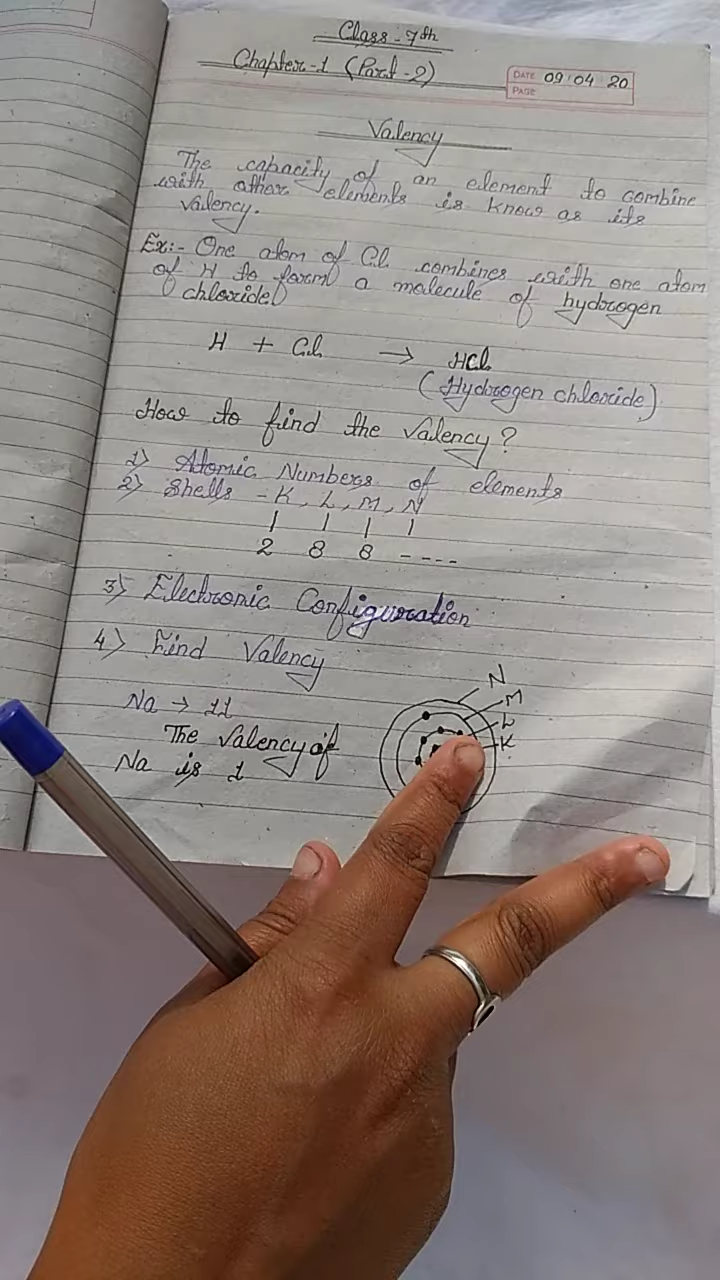 Class-7th
Chapter-1 (Part-2)
DATE 09 04 20
PAGE
Valency
The capacity of an element to combine
with other elements is know as its
valency.
Ex:- One atom of Cl combines with one atom
of H to form a molecule of hydrogen
chloride.
H + Cl → HCl
(Hydrogen chloride)
How to find the valency?
1) Atomic Numbers of elements
2) Shells - K, L, M, N
2 8 8 ----
3) Electronic Configuration
4) Find Valency
N
M
L
K
Na → 11
The valency of
Na is 1